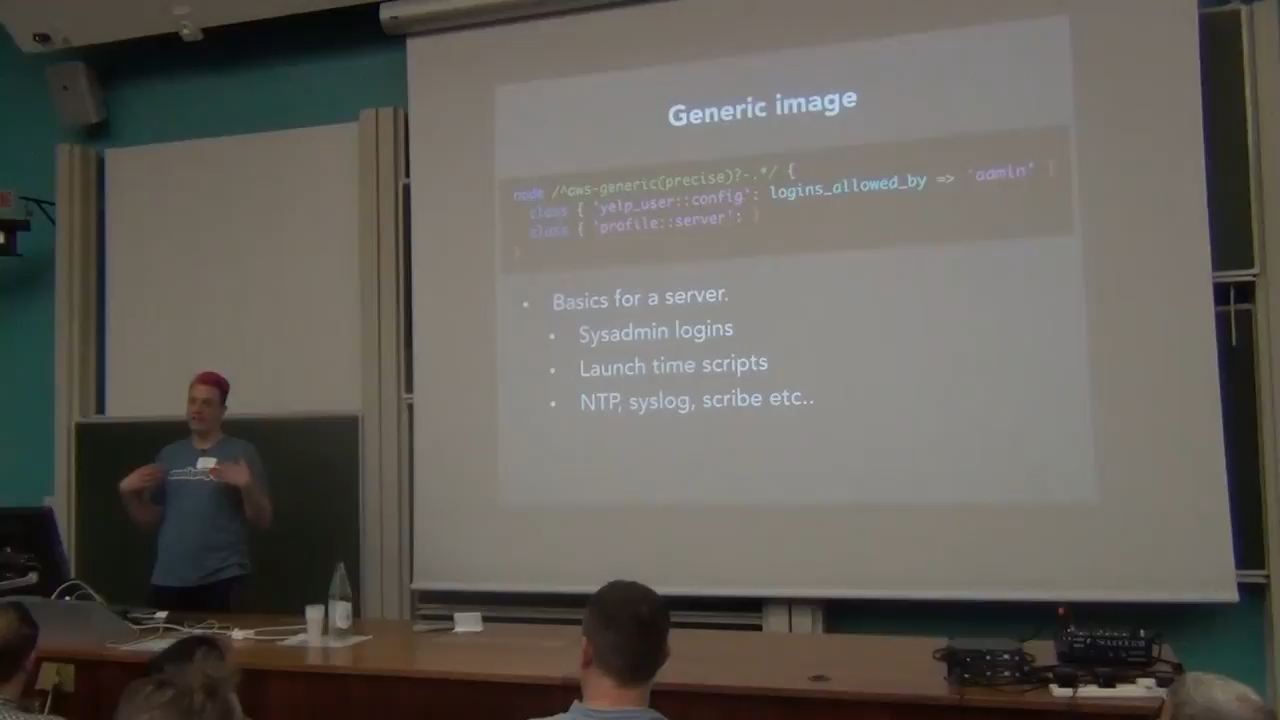 Generic image
node /^aws-generic(precise)?-.*/ {
class { 'yelp_user::config': logins_allowed_by => 'admin' }
class { 'profile::server': }
}
• Basics for a server.
• Sysadmin logins
• Launch time scripts
• NTP, syslog, scribe etc..